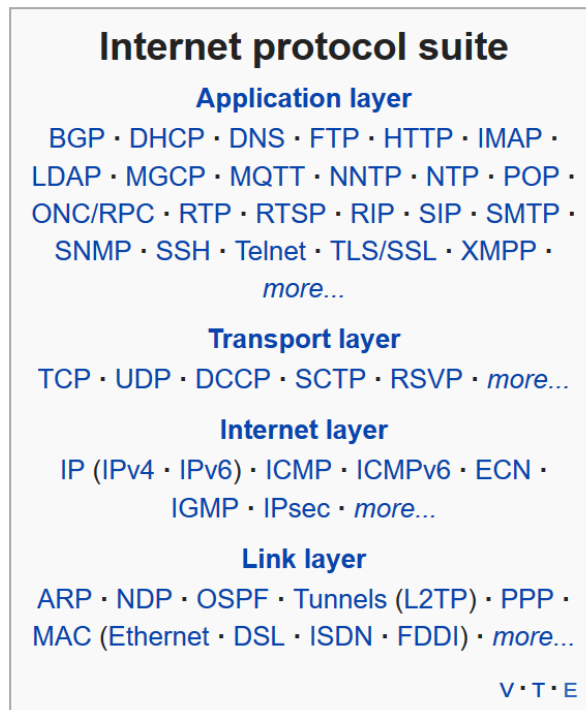 Internet protocol suite
Application layer
BGP · DHCP · DNS · FTP · HTTP · IMAP ·
LDAP · MGCP · MQTT · NNTP · NTP · POP ·
ONC/RPC · RTP · RTSP · RIP · SIP · SMTP ·
SNMP · SSH · Telnet · TLS/SSL · XMPP ·
more...
Transport layer
TCP · UDP · DCCP · SCTP · RSVP · more...
Internet layer
IP (IPv4 · IPv6) · ICMP · ICMPv6 · ECN ·
IGMP · IPsec · more...
Link layer
ARP · NDP · OSPF · Tunnels (L2TP) · PPP ·
MAC (Ethernet · DSL · ISDN · FDDI) · more...
V · T · E